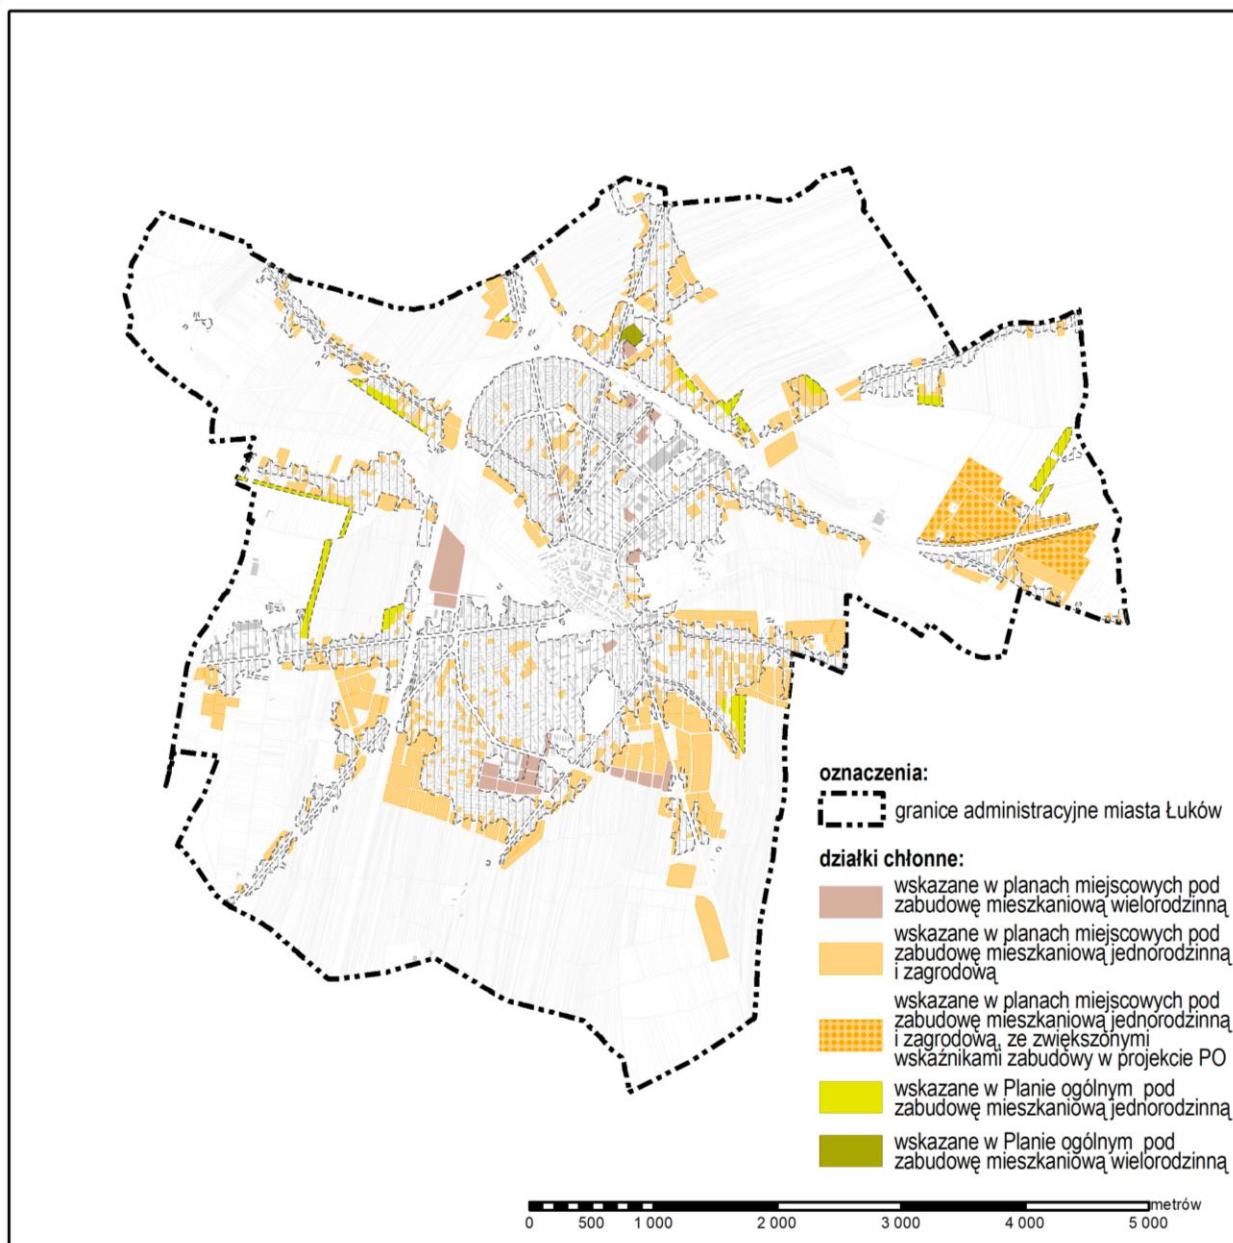 oznaczenia:
granice administracyjne miasta Łuków
działki chłonne:
wskazane w planach miejscowych pod
zabudowę mieszkaniową wielorodzinną
wskazane w planach miejscowych pod
zabudowę mieszkaniową jednorodzinną
i zagrodową
wskazane w planach miejscowych pod
zabudowę mieszkaniową jednorodzinną
i zagrodową, ze zwiększonymi
wskaźnikami zabudowy w projekcie PO
wskazane w Planie ogólnym pod
zabudowę mieszkaniową jednorodzinną
wskazane w Planie ogólnym pod
zabudowę mieszkaniową wielorodzinną
metrów
0 500 1 000 2 000 3 000 4 000 5 000